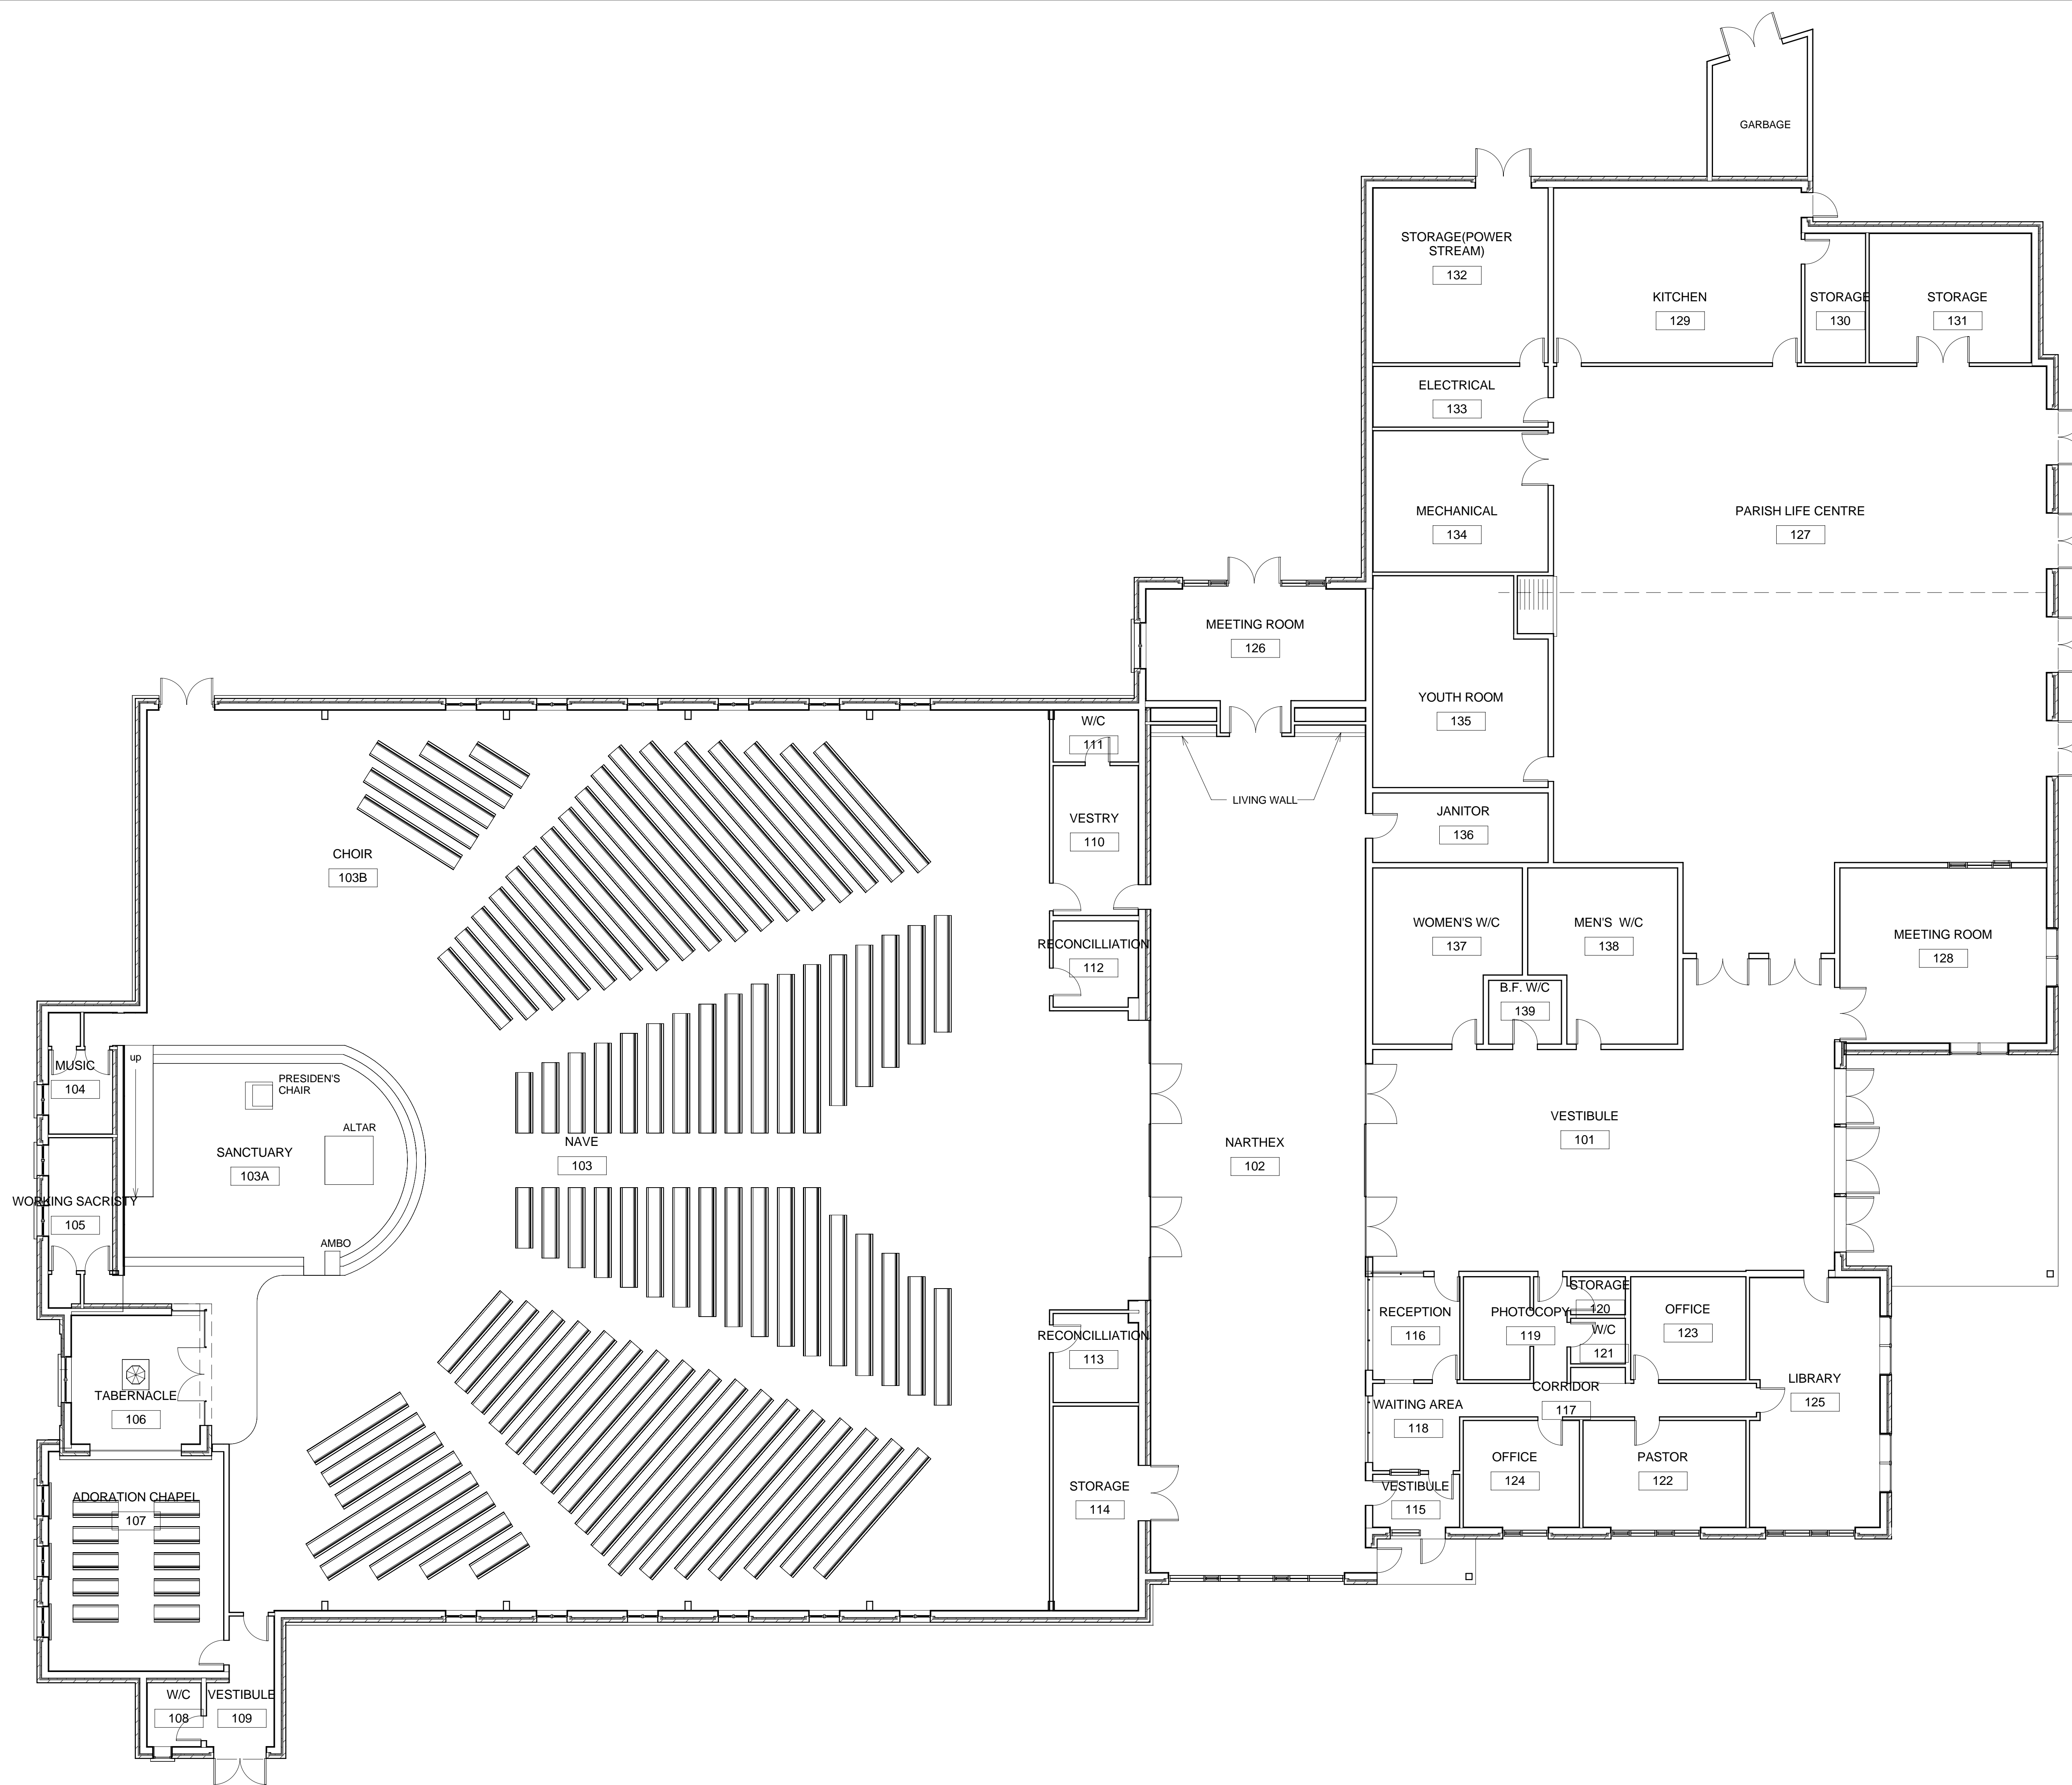 GARBAGE
STORAGE(POWER
STREAM)
132
KITCHEN
129
STORAGE
130
STORAGE
131
ELECTRICAL
133
MECHANICAL
134
PARISH LIFE CENTRE
127
MEETING ROOM
126
YOUTH ROOM
135
W/C
111
LIVING WALL
VESTRY
110
JANITOR
136
CHOIR
103B
WOMEN'S W/C
137
MEN'S W/C
138
MEETING ROOM
128
RECONCILLIATION
112
B.F. W/C
139
up
MUSIC
104
PRESIDEN'S
CHAIR
ALTAR
SANCTUARY
103A
NAVE
103
NARTHEX
102
VESTIBULE
101
WORKING SACRISTY
105
AMBO
RECEPTION
116
PHOTOCOPY
119
STORAGE
120
W/C
121
OFFICE
123
RECONCILLIATION
113
TABERNACLE
106
LIBRARY
125
CORRIDOR
117
WAITING AREA
118
OFFICE
124
PASTOR
122
STORAGE
114
VESTIBULE
115
ADORATION CHAPEL
107
W/C
108
VESTIBULE
109